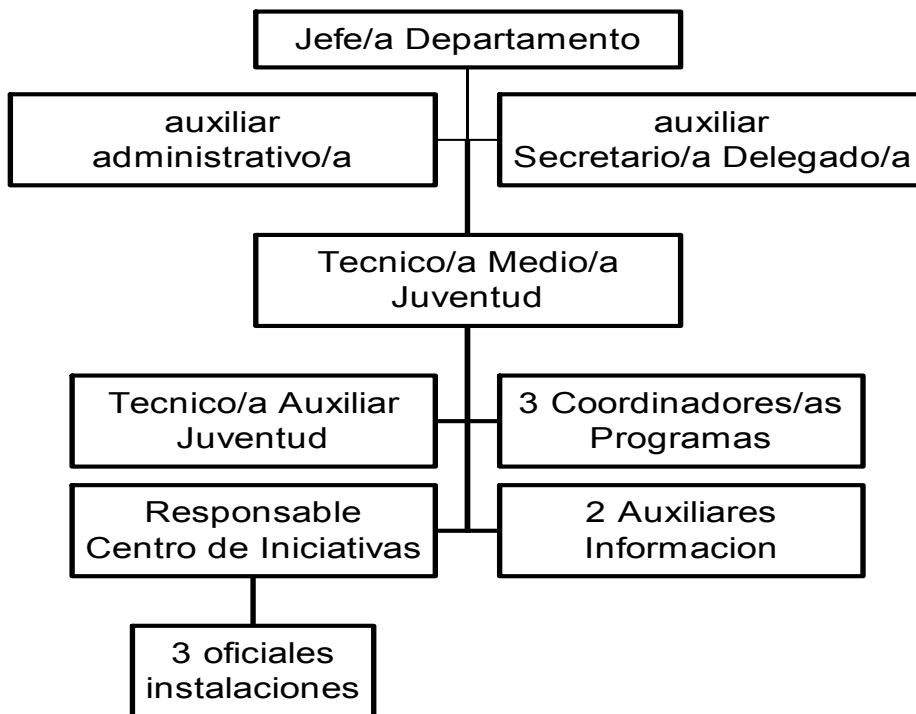 Jefe/a Departamento
auxiliar
administrativo/a
auxiliar
Secretario/a Delegado/a
Tecnico/a Medio/a
Juventud
Tecnico/a Auxiliar
Juventud
3 Coordinadores/as
Programas
Responsable
Centro de Iniciativas
2 Auxiliares
Informacion
3 oficiales
instalaciones